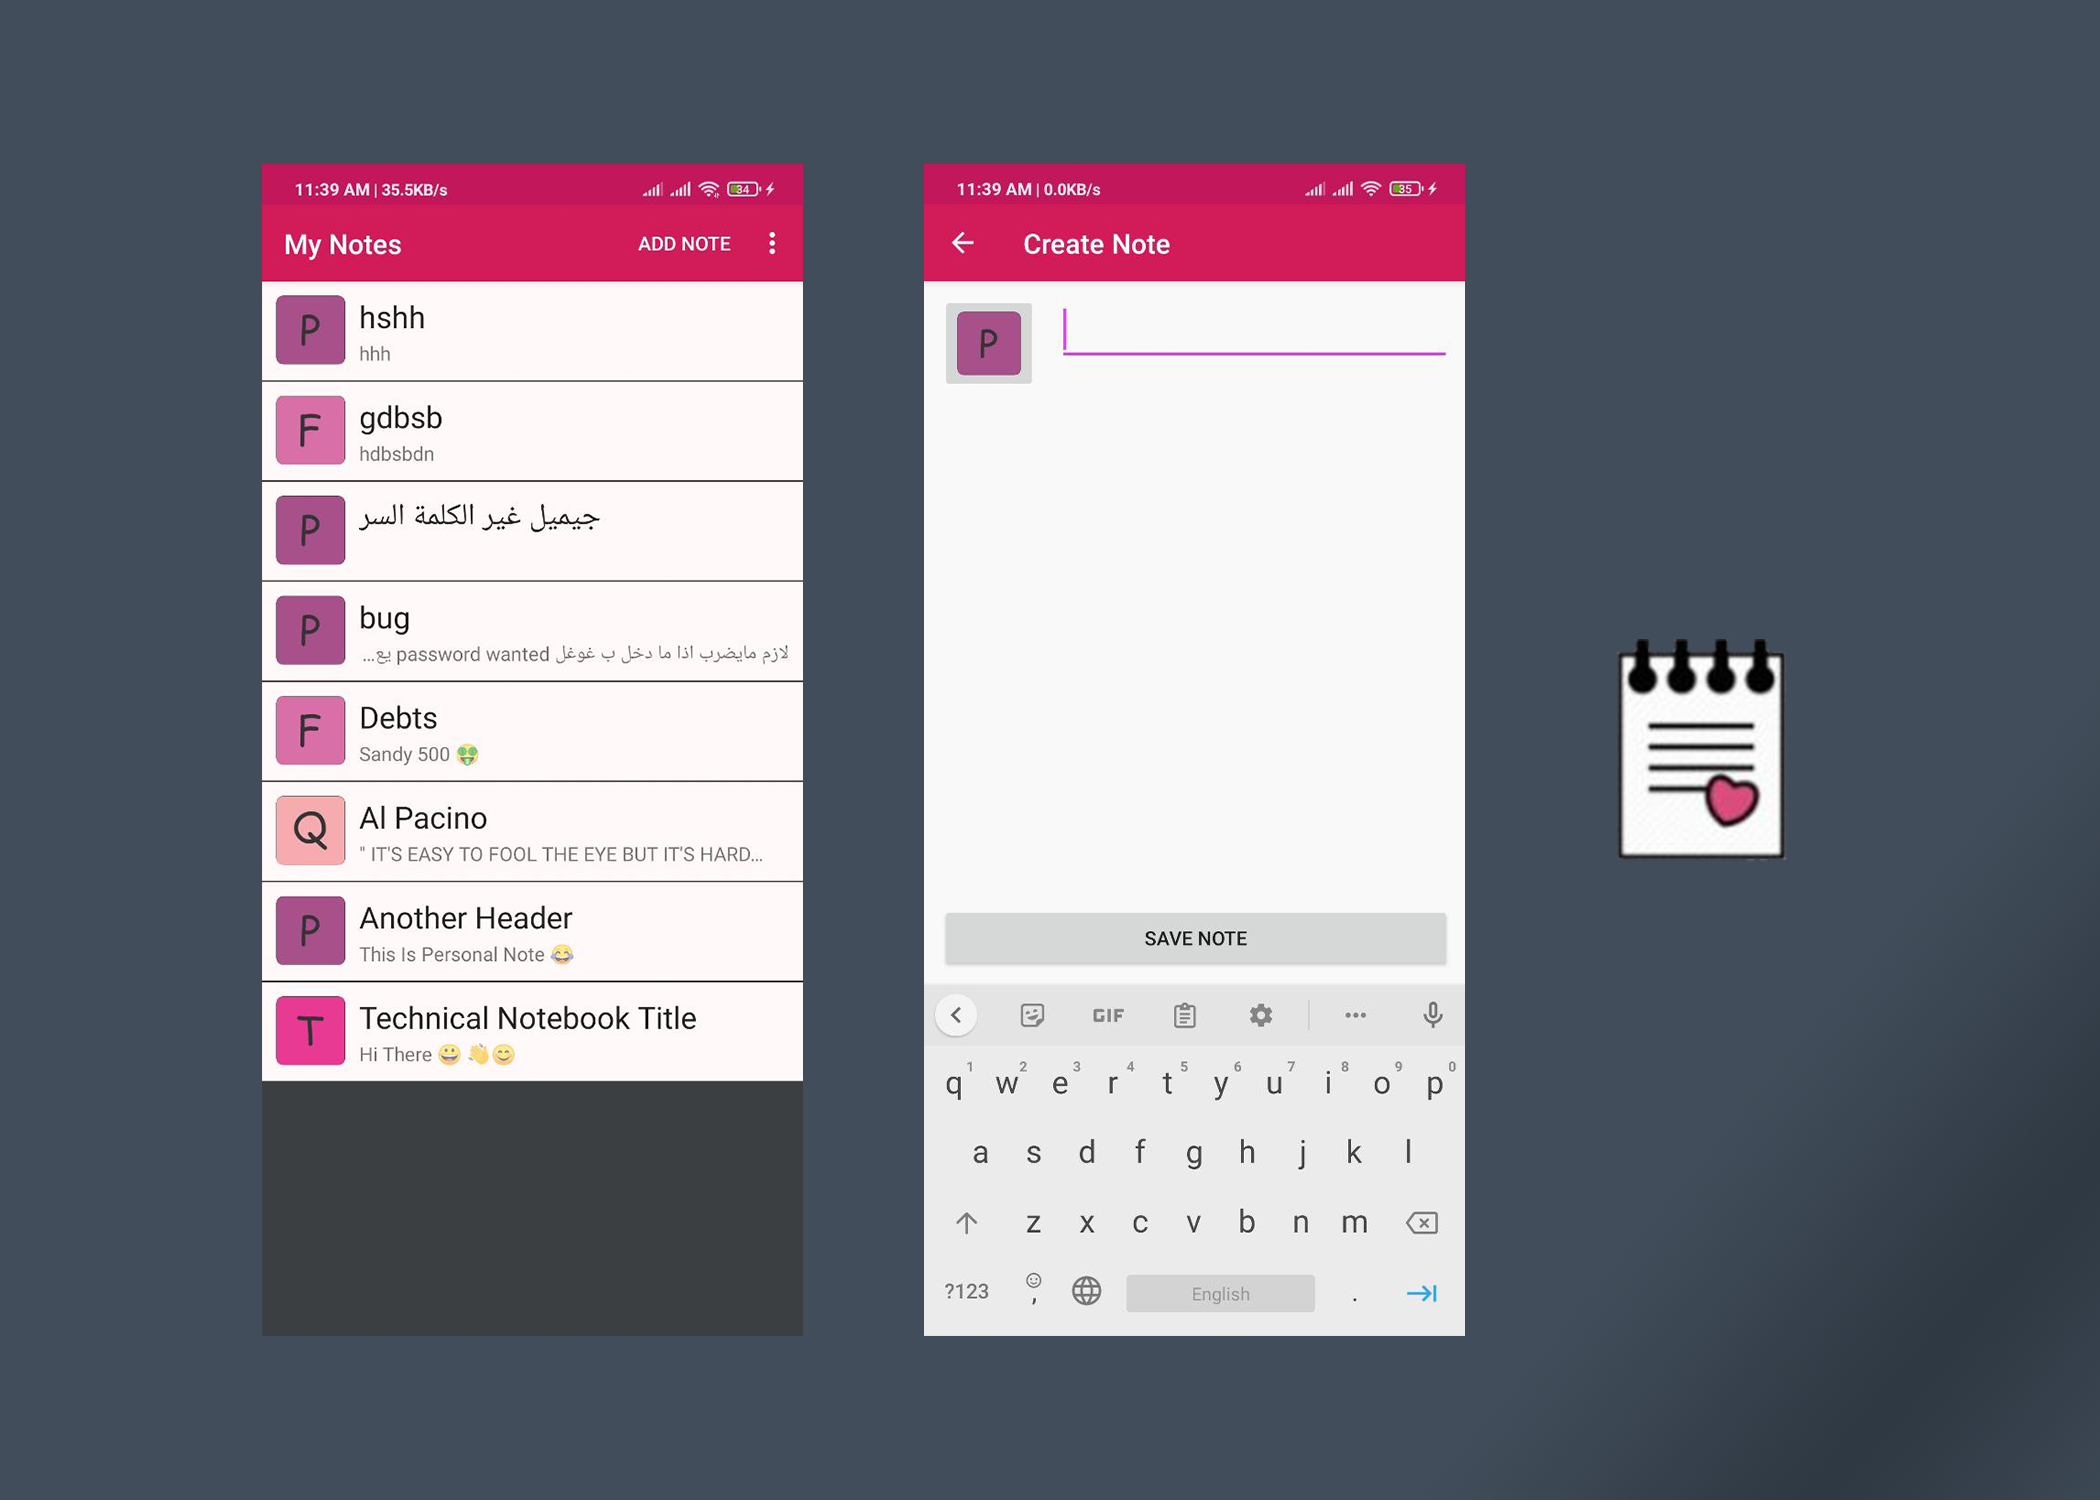 11:39 AM | 35.5KB/s
34
My Notes
ADD NOTE
P
hshh
hhh
F
gdbsb
hdbsbdn
P
جيميل غير الكلمة السر
P
bug
لازم مايضرب اذا ما دخل ب غوغل password wanted يع...
F
Debts
Sandy 500 🤑
Q
Al Pacino
" IT'S EASY TO FOOL THE EYE BUT IT'S HARD...
P
Another Header
This Is Personal Note 😂
T
Technical Notebook Title
Hi There 😀 👋😊
11:39 AM | 0.0KB/s
35
Create Note
P
SAVE NOTE
GIF
q1 w2 e3 r4 t5 y6 u7 i8 o9 p0
a s d f g h j k l
z x c v b n m
?123 , English .